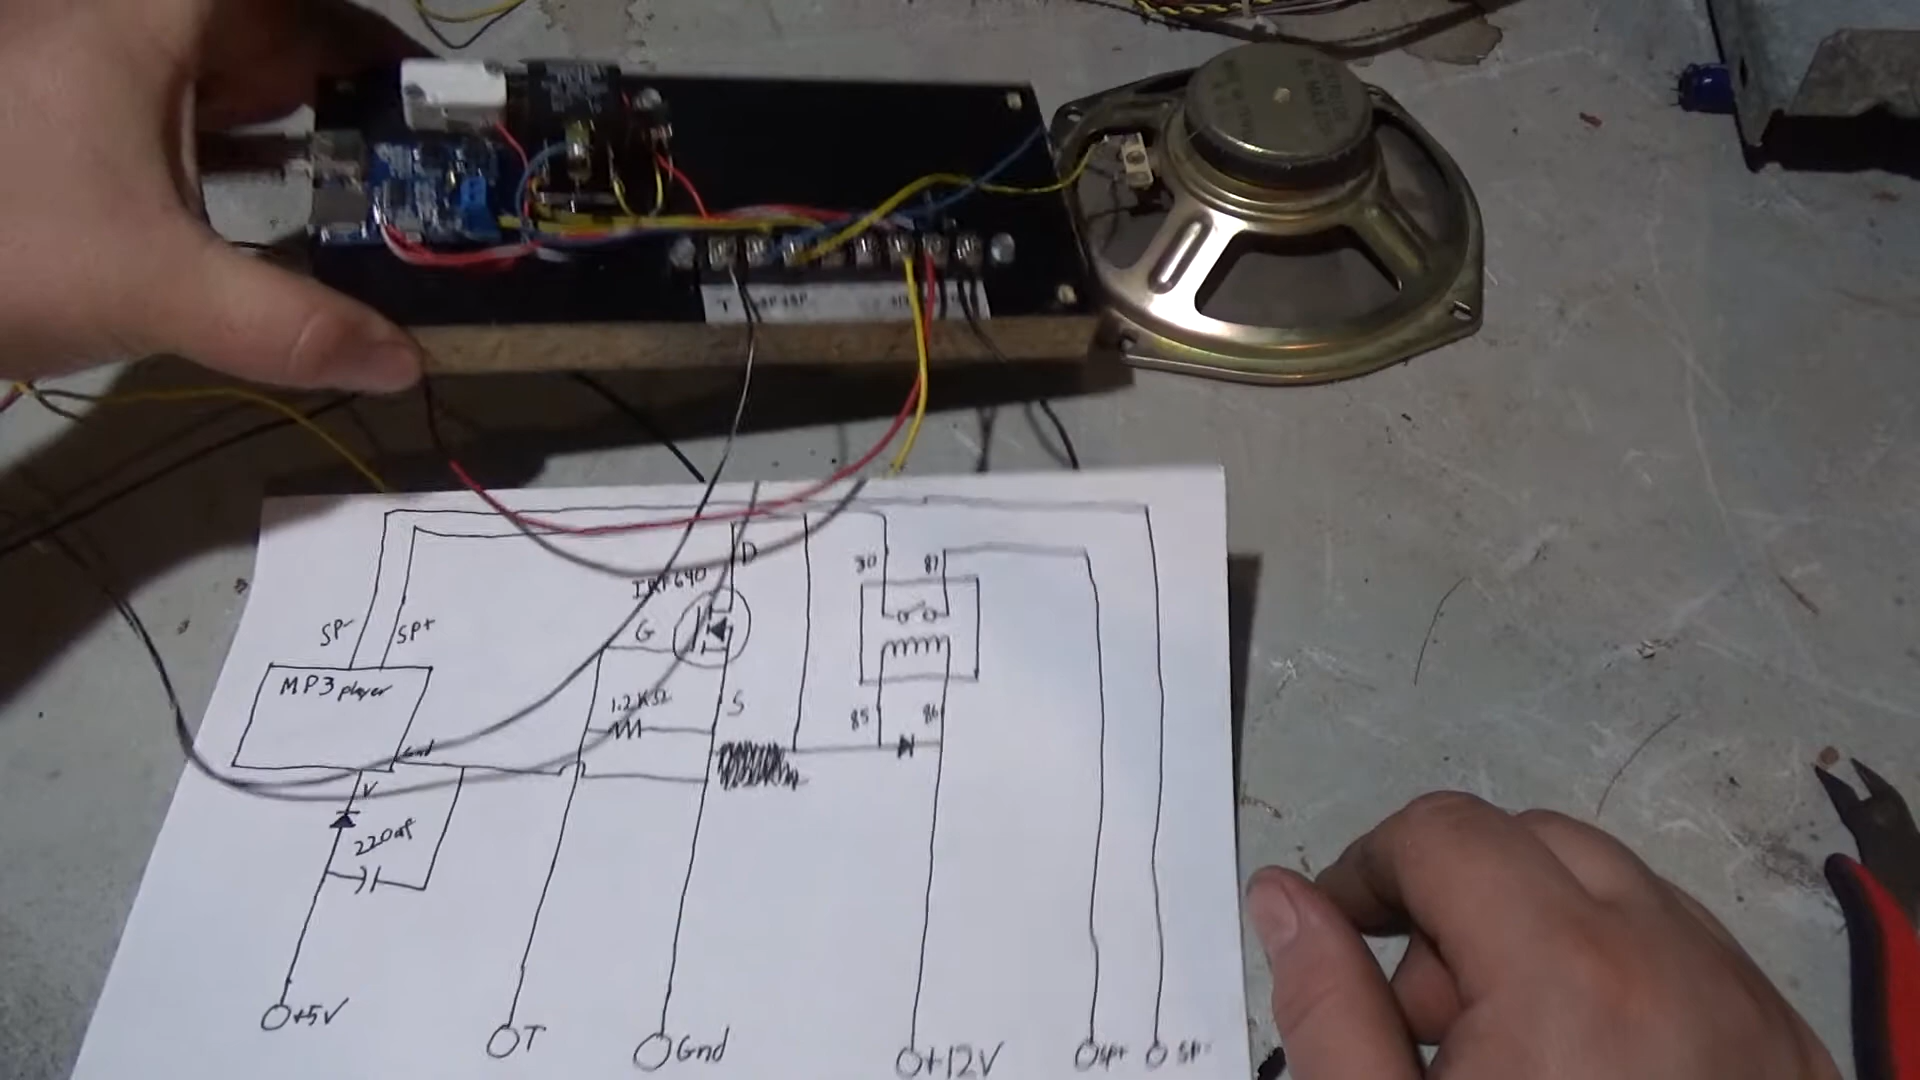 D
30
87
IRF640
SP-
SP+
G
MP3 player
1.2KΩ
S
85
86
Gnd
V
220uf
+5V
T
Gnd
+12V
SP+
SP-